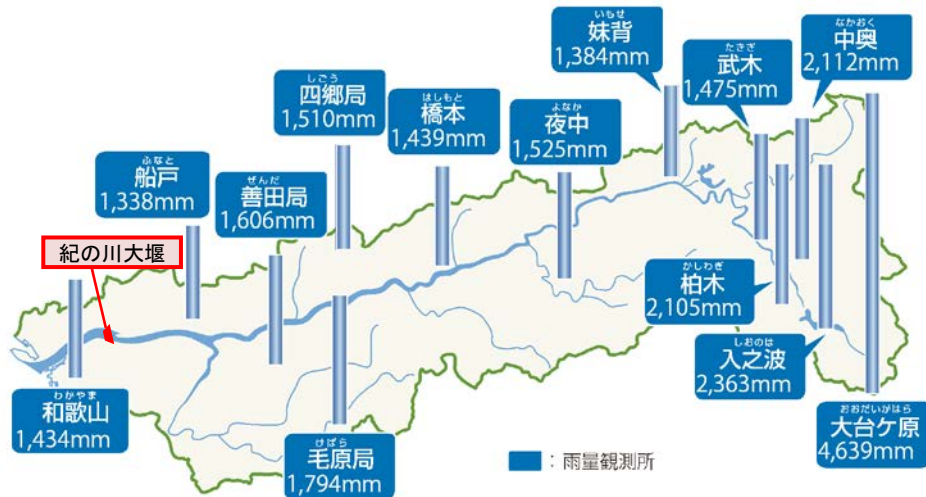 いもせ
妹背
1,384mm
なかおく
中奥
2,112mm
たきぎ
武木
1,475mm
しごう
四郷局
1,510mm
はしもと
橋本
1,439mm
よなか
夜中
1,525mm
ふなと
船戸
1,338mm
ぜんだ
善田局
1,606mm
紀の川大堰
かしわぎ
柏木
2,105mm
しおのは
入之波
2,363mm
わかやま
和歌山
1,434mm
おおだいがはら
大台ケ原
4,639mm
けばら
毛原局
1,794mm
：雨量観測所